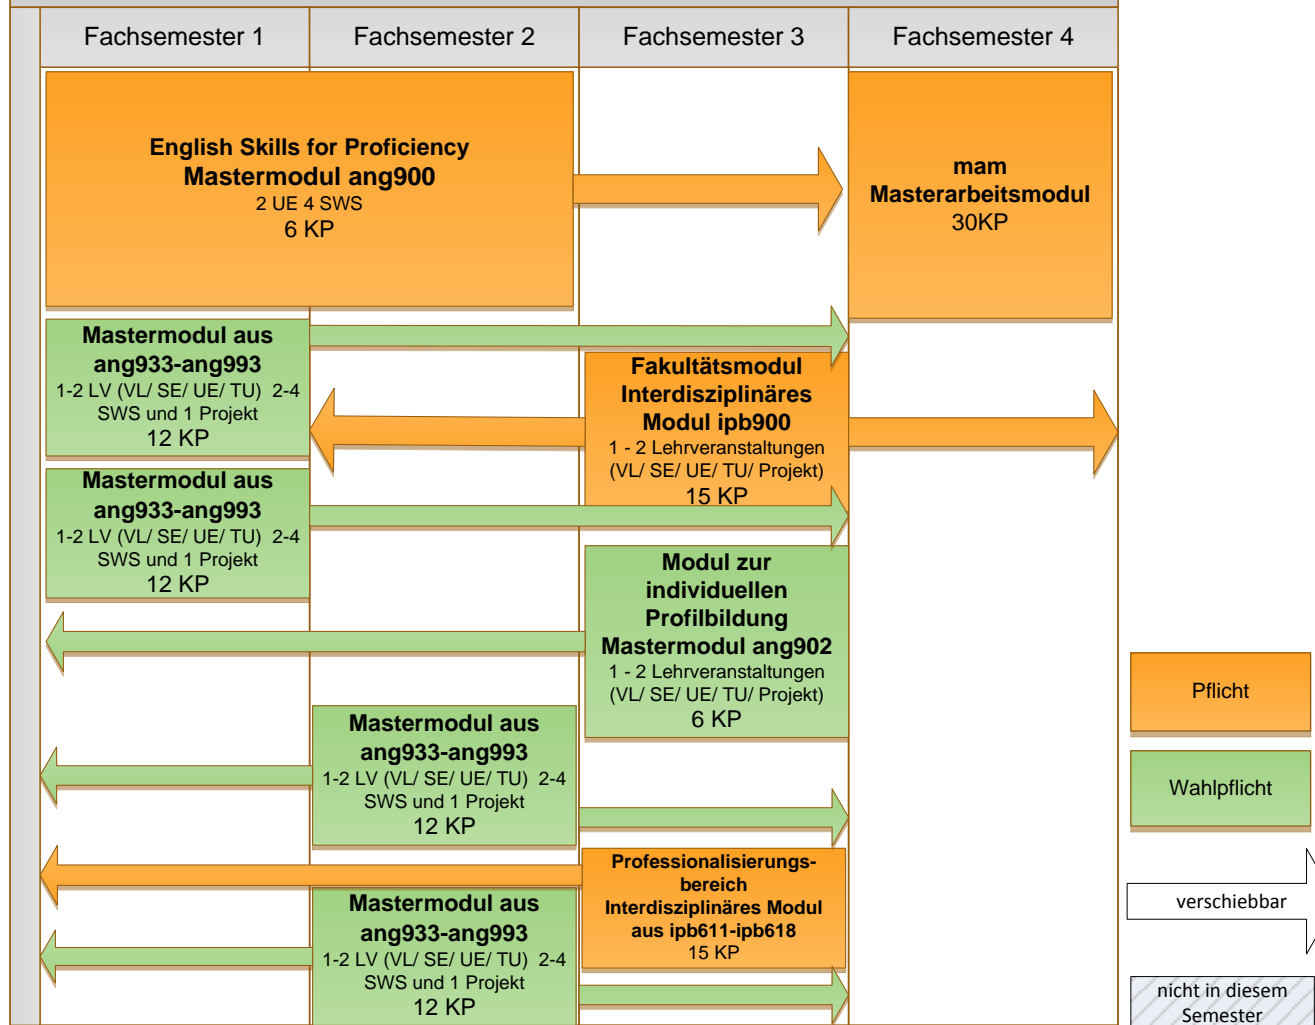 Fachsemester 1
Fachsemester 2
Fachsemester 3
Fachsemester 4
English Skills for Proficiency
Mastermodul ang900
2 UE 4 SWS
6 KP
mam
Masterarbeitsmodul
30KP
Mastermodul aus
ang933-ang993
1-2 LV (VL/ SE/ UE/ TU)  2-4
SWS und 1 Projekt
12 KP
Fakultätsmodul
Interdisziplinäres
Modul ipb900
1 - 2 Lehrveranstaltungen
(VL/ SE/ UE/ TU/ Projekt)
15 KP
Mastermodul aus
ang933-ang993
1-2 LV (VL/ SE/ UE/ TU)  2-4
SWS und 1 Projekt
12 KP
Modul zur
individuellen
Profilbildung
Mastermodul ang902
1 - 2 Lehrveranstaltungen
(VL/ SE/ UE/ TU/ Projekt)
6 KP
Mastermodul aus
ang933-ang993
1-2 LV (VL/ SE/ UE/ TU)  2-4
SWS und 1 Projekt
12 KP
Professionalisierungs-
bereich
Interdisziplinäres Modul
aus ipb611-ipb618
15 KP
Mastermodul aus
ang933-ang993
1-2 LV (VL/ SE/ UE/ TU)  2-4
SWS und 1 Projekt
12 KP
Pflicht
Wahlpflicht
verschiebbar
nicht in diesem
Semester